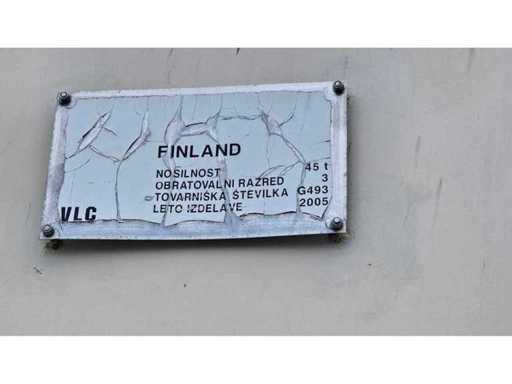 FINLAND
NOSILNOST 45 t
OBRATOVALNI RAZRED 3
TOVARNIŠKA ŠTEVILKA G493
LETO IZDELAVE 2005
VLC